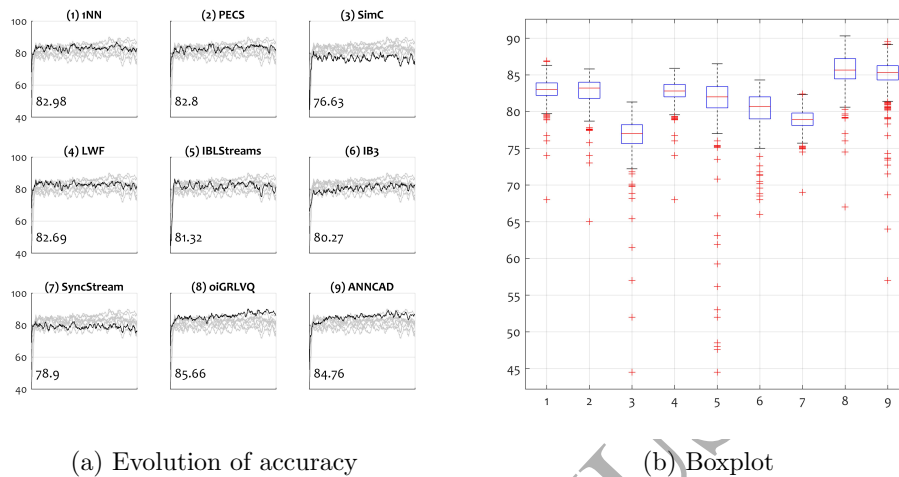 (1) 1NN
(2) PECS
(3) SimC
100
80
60
40
82.98
82.8
76.63
(4) LWF
(5) IBLStreams
(6) IB3
100
80
60
40
82.69
81.32
80.27
(7) SyncStream
(8) oiGRLVQ
(9) ANNCAD
100
80
60
40
78.9
85.66
84.76
(a) Evolution of accuracy
90
85
80
75
70
65
60
55
50
45
1 2 3 4 5 6 7 8 9
(b) Boxplot